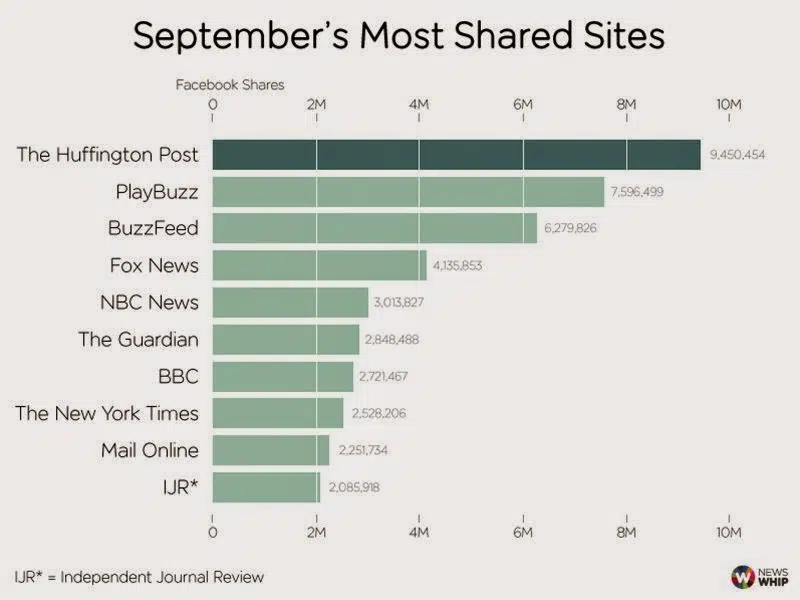 September's Most Shared Sites
Facebook Shares
0 2M 4M 6M 8M 10M
The Huffington Post 9,450,454
PlayBuzz 7,596,499
BuzzFeed 6,279,826
Fox News 4,135,853
NBC News 3,013,827
The Guardian 2,848,488
BBC 2,721,467
The New York Times 2,528,206
Mail Online 2,251,734
IJR* 2,085,918
0 2M 4M 6M 8M 10M
IJR* = Independent Journal Review
NEWS
WHIP